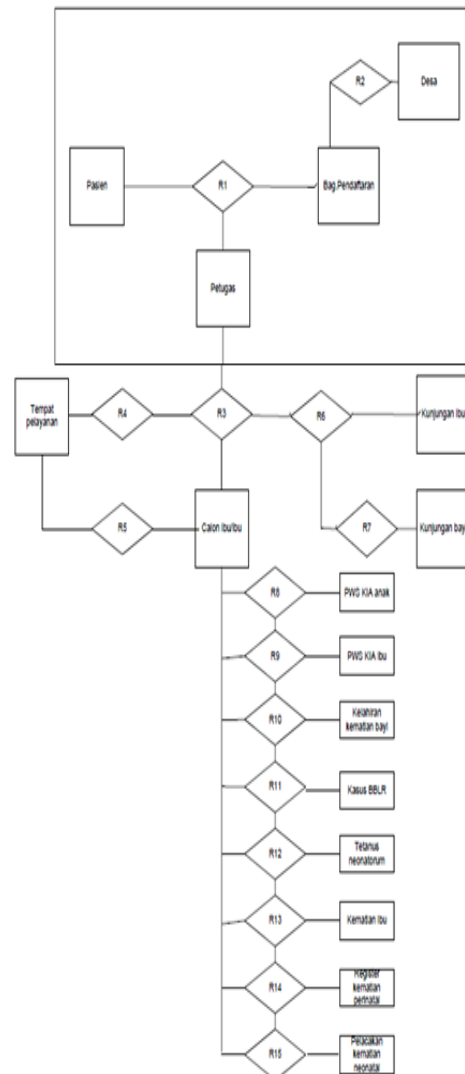 R2
Desa
Pasien
R1
Bag.Pendaftaran
Petugas
Tempat
pelayanan
R4
R3
R6
Kunjungan Ibu
R5
Calon Ibu/Ibu
R7
Kunjungan bayi
R8
PWS KIA anak
R9
PWS KIA Ibu
R10
Kelahiran
kematian bayi
R11
Kasus BBLR
R12
Tetanus
neonatorum
R13
Kematian Ibu
R14
Register
kematian
perinatal
R15
Pelacakan
kematian
neonatal